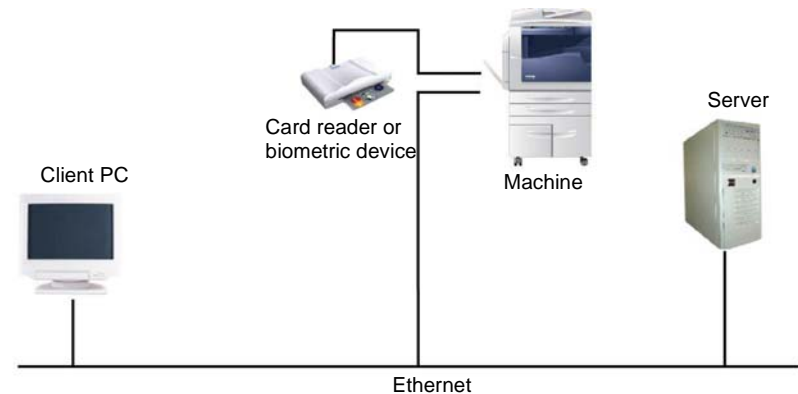 Server
Card reader or
biometric device
Client PC
Machine
Ethernet